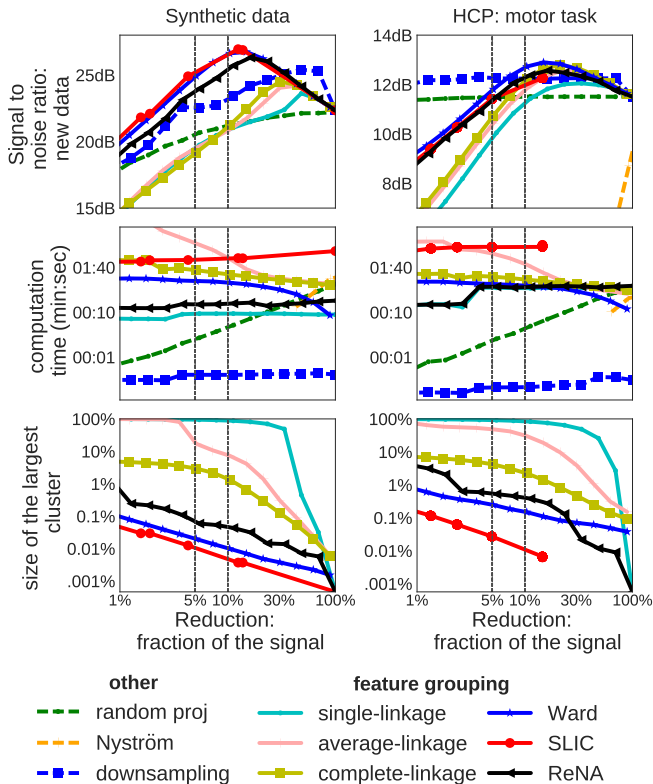 Synthetic data
HCP: motor task
Signal to
noise ratio:
new data
25dB
20dB
15dB
14dB
12dB
10dB
8dB
computation
time (min:sec)
01:40
00:10
00:01
01:40
00:10
00:01
size of the largest
cluster
100%
10%
1%
0.1%
0.01%
.001%
100%
10%
1%
0.1%
.01%
.001%
1% 5% 10% 30% 100%
1% 5% 10% 30% 100%
Reduction:
fraction of the signal
Reduction:
fraction of the signal
other
feature grouping
random proj
single-linkage
Ward
Nyström
average-linkage
SLIC
downsampling
complete-linkage
ReNA